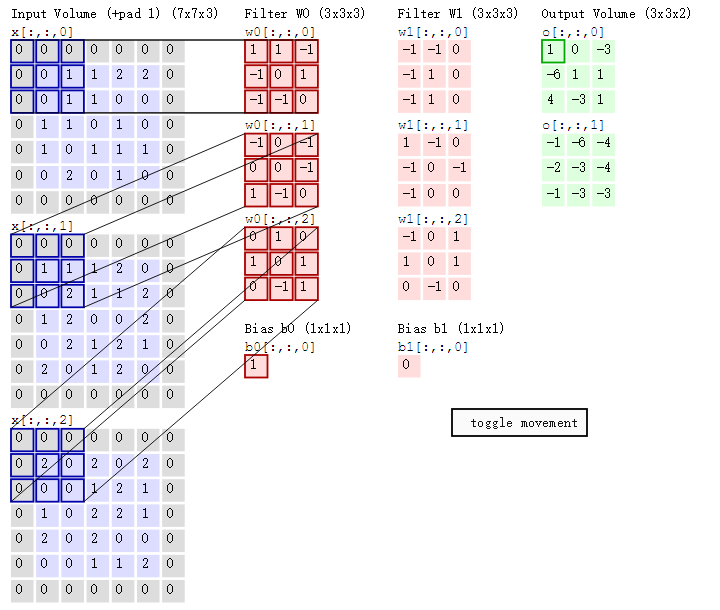 Input Volume (+pad 1) (7x7x3)
x[:,:,0]
0 0 0 0 0 0 0
0 0 1 1 2 2 0
0 0 1 1 0 0 0
0 1 1 0 1 0 0
0 1 0 1 1 1 0
0 0 2 0 1 0 0
0 0 0 0 0 0 0
x[:,:,1]
0 0 0 0 0 0 0
0 1 1 1 2 0 0
0 0 2 1 1 2 0
0 1 2 0 0 2 0
0 0 2 1 2 1 0
0 2 0 1 2 0 0
0 0 0 0 0 0 0
x[:,:,2]
0 0 0 0 0 0 0
0 2 0 2 0 2 0
0 0 0 1 2 1 0
0 1 0 2 2 1 0
0 2 0 2 0 0 0
0 0 0 1 1 2 0
0 0 0 0 0 0 0
Filter W0 (3x3x3)
w0[:,:,0]
1 1 -1
-1 0 1
-1 -1 0
w0[:,:,1]
-1 0 -1
0 0 -1
1 -1 0
w0[:,:,2]
0 1 0
1 0 1
0 -1 1
Bias b0 (1x1x1)
b0[:,:,0]
1
Filter W1 (3x3x3)
w1[:,:,0]
-1 -1 0
-1 1 0
-1 1 0
w1[:,:,1]
1 -1 0
-1 0 -1
-1 0 0
w1[:,:,2]
-1 0 1
1 0 1
0 -1 0
Bias b1 (1x1x1)
b1[:,:,0]
0
Output Volume (3x3x2)
o[:,:,0]
1 0 -3
-6 1 1
4 -3 1
o[:,:,1]
-1 -6 -4
-2 -3 -4
-1 -3 -3
toggle movement